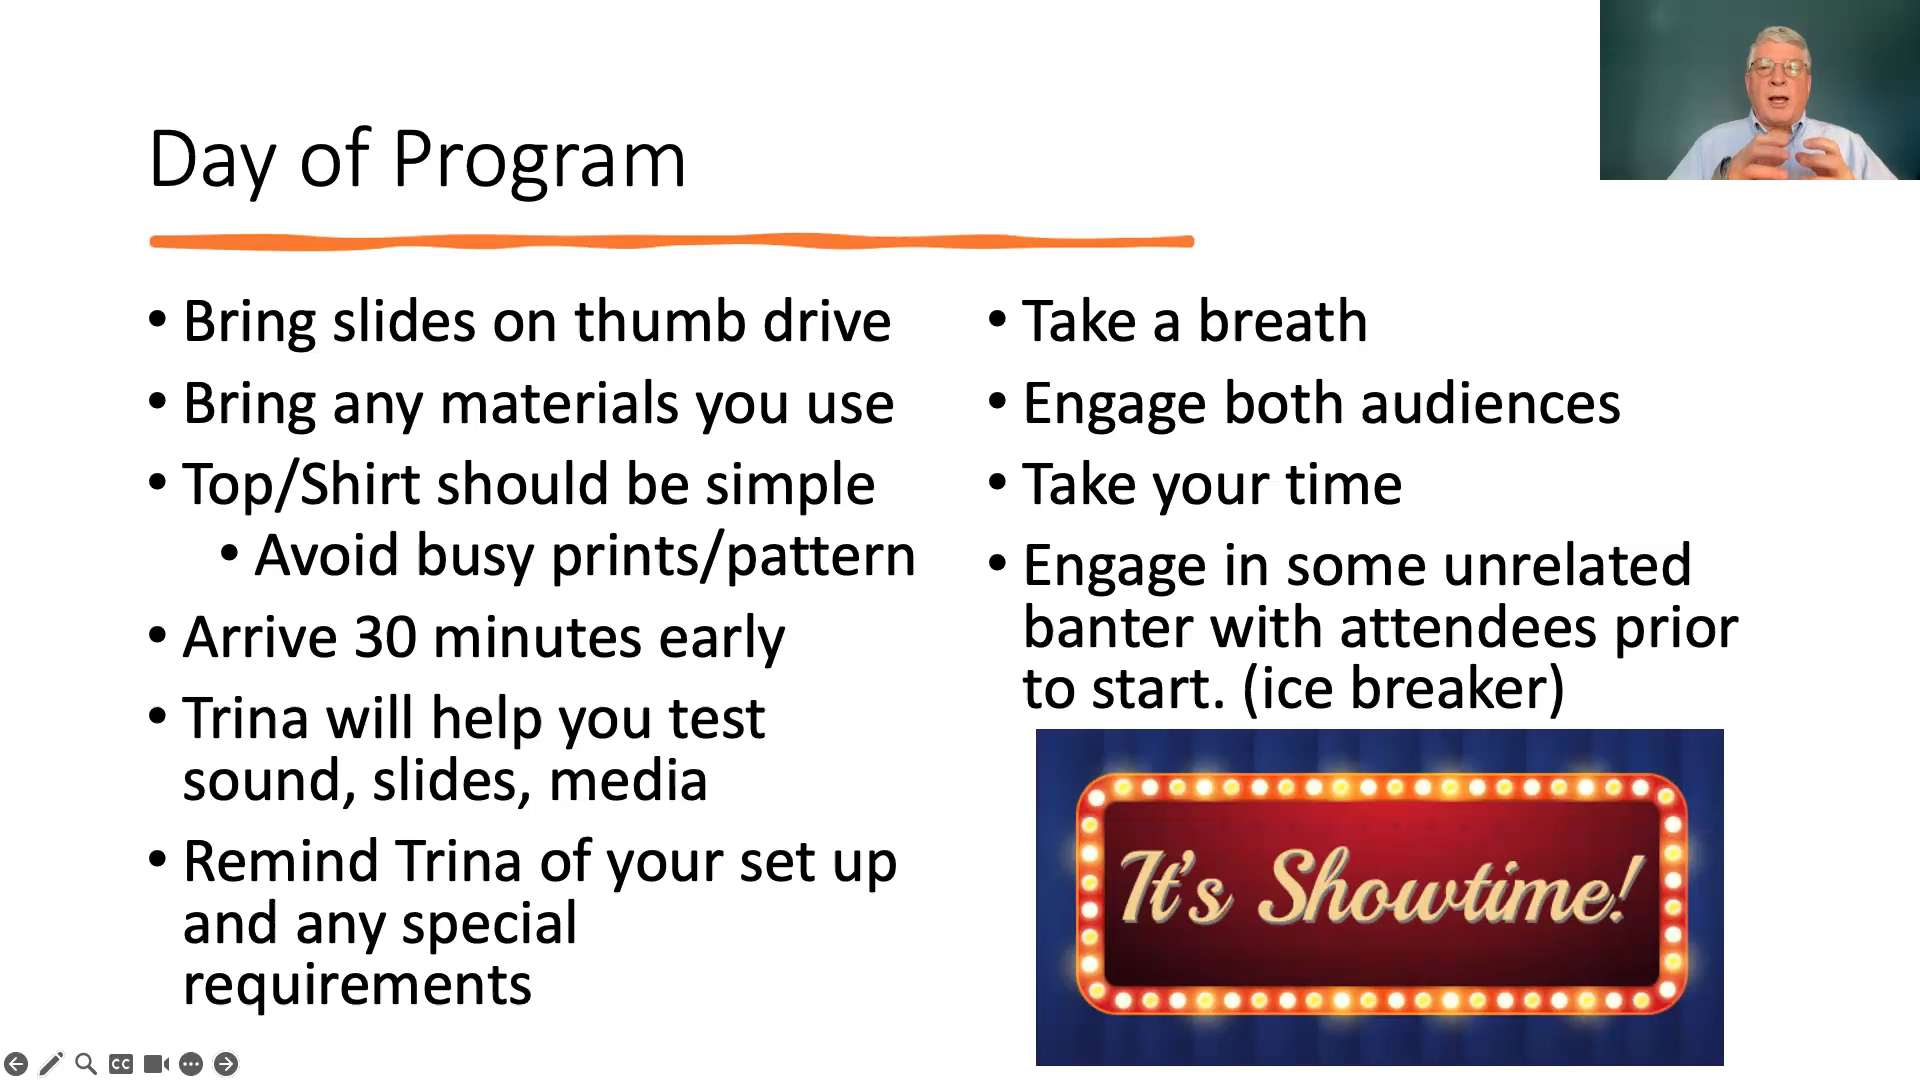 Day of Program
• Bring slides on thumb drive
• Bring any materials you use
• Top/Shirt should be simple
• Avoid busy prints/pattern
• Arrive 30 minutes early
• Trina will help you test
sound, slides, media
• Remind Trina of your set up
and any special
requirements
• Take a breath
• Engage both audiences
• Take your time
• Engage in some unrelated
banter with attendees prior
to start. (ice breaker)
It's Showtime!
CC